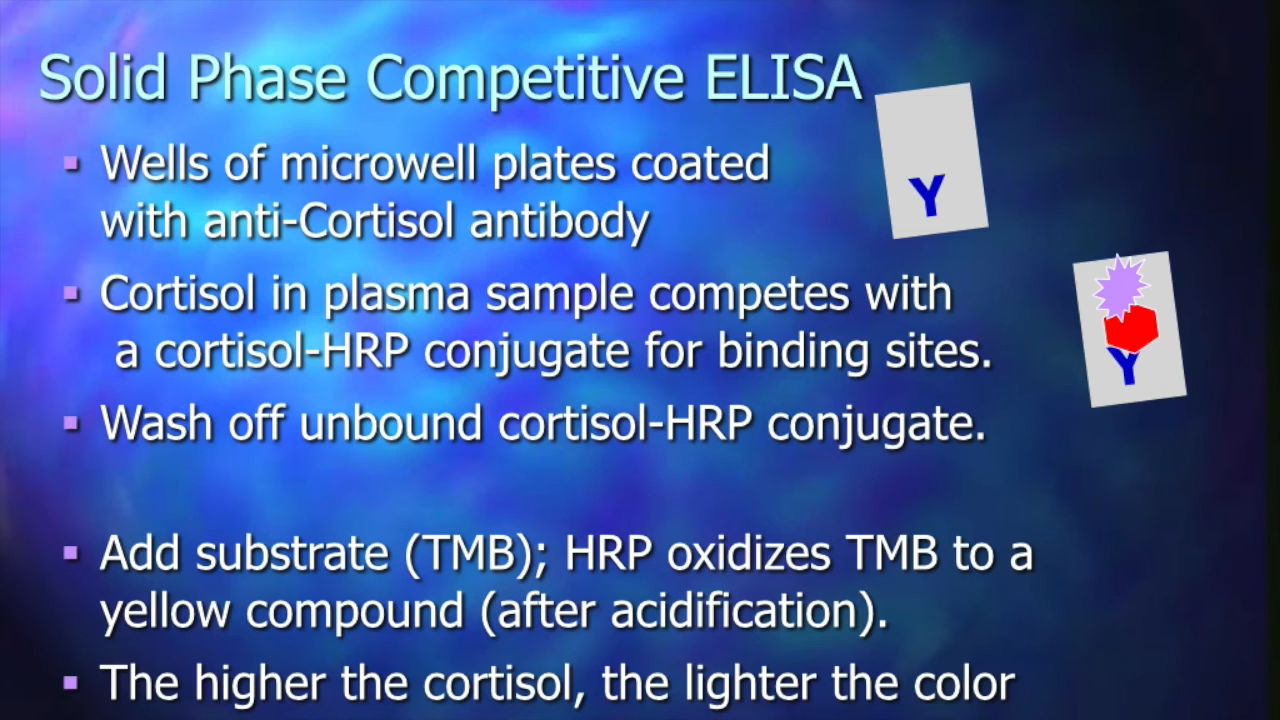 Solid Phase Competitive ELISA
▪ Wells of microwell plates coated
with anti-Cortisol antibody
Y
▪ Cortisol in plasma sample competes with
a cortisol-HRP conjugate for binding sites.
Y
▪ Wash off unbound cortisol-HRP conjugate.
▪ Add substrate (TMB); HRP oxidizes TMB to a
yellow compound (after acidification).
▪ The higher the cortisol, the lighter the color